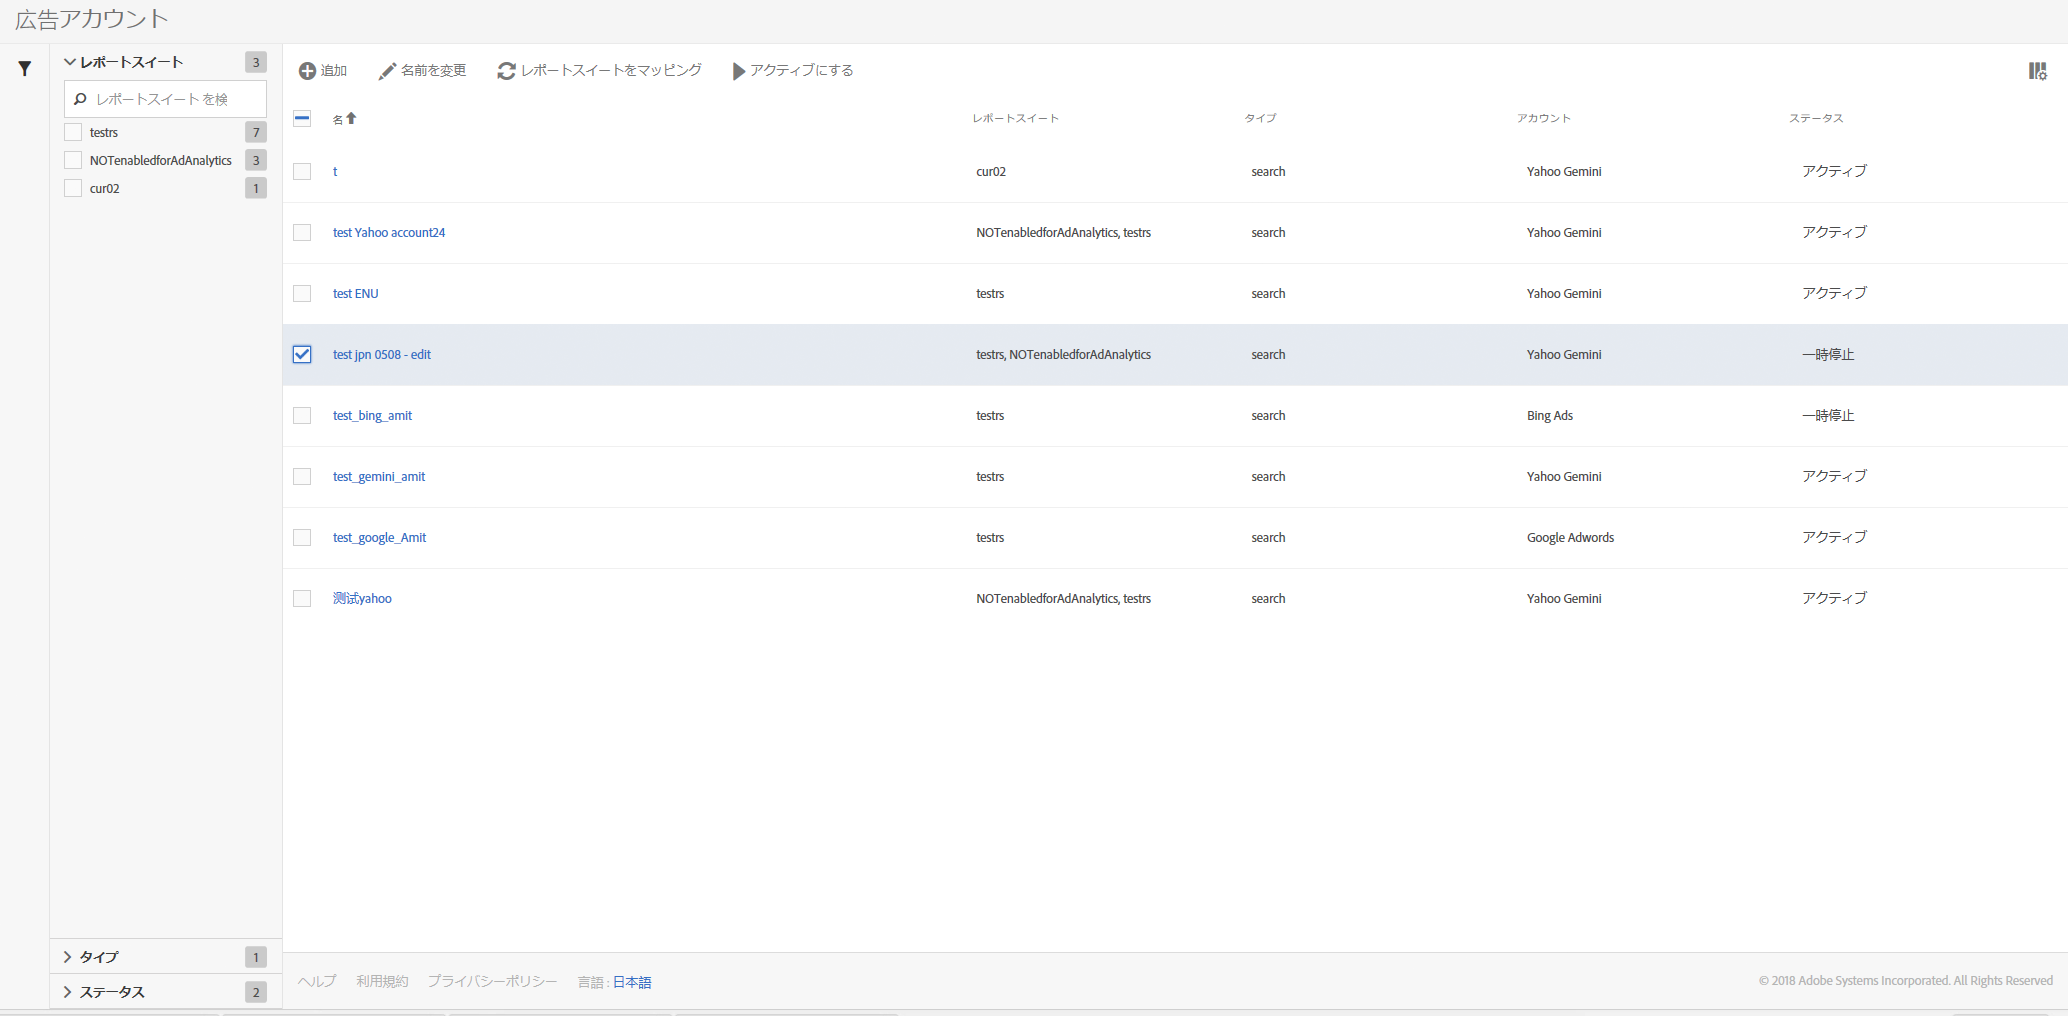 広告アカウント
レポートスイート 3
レポートスイート を検
testrs 7
NOTenabledforAdAnalytics 3
cur02 1
追加 名前を変更 レポートスイートをマッピング アクティブにする
名 レポートスイート タイプ アカウント ステータス
t cur02 search Yahoo Gemini アクティブ
test Yahoo account24 NOTenabledforAdAnalytics, testrs search Yahoo Gemini アクティブ
test ENU testrs search Yahoo Gemini アクティブ
test jpn 0508 - edit testrs, NOTenabledforAdAnalytics search Yahoo Gemini 一時停止
test_bing_amit testrs search Bing Ads 一時停止
test_gemini_amit testrs search Yahoo Gemini アクティブ
test_google_Amit testrs search Google Adwords アクティブ
测试yahoo NOTenabledforAdAnalytics, testrs search Yahoo Gemini アクティブ
タイプ 1
ステータス 2
ヘルプ 利用規約 プライバシーポリシー 言語 : 日本語
© 2018 Adobe Systems Incorporated. All Rights Reserved